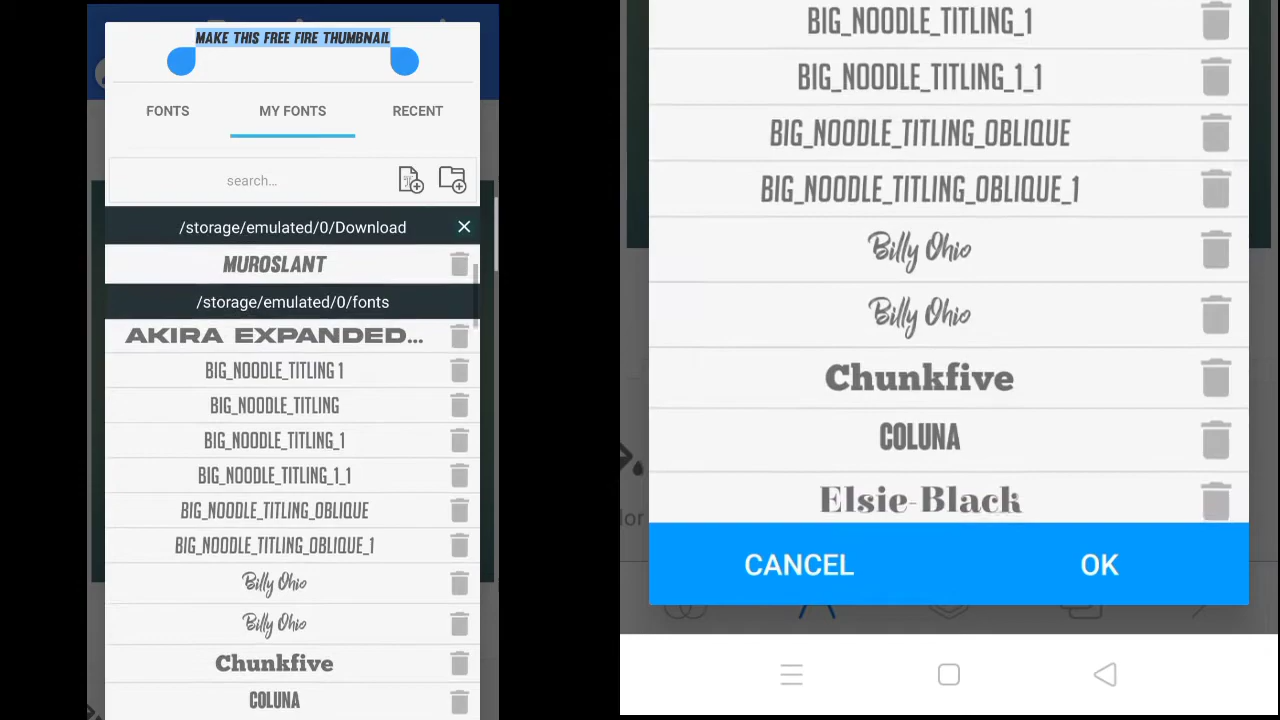 MAKE THIS FREE FIRE THUMBNAIL
FONTS MY FONTS RECENT
search...
/storage/emulated/0/Download
MUROSLANT
/storage/emulated/0/fonts
AKIRA EXPANDED...
BIG_NOODLE_TITLING 1
BIG_NOODLE_TITLING
BIG_NOODLE_TITLING_1
BIG_NOODLE_TITLING_1_1
BIG_NOODLE_TITLING_OBLIQUE
BIG_NOODLE_TITLING_OBLIQUE_1
Billy Ohio
Billy Ohio
Chunkfive
COLUNA
BIG_NOODLE_TITLING_1
BIG_NOODLE_TITLING_1_1
BIG_NOODLE_TITLING_OBLIQUE
BIG_NOODLE_TITLING_OBLIQUE_1
Billy Ohio
Billy Ohio
Chunkfive
COLUNA
Elsie-Black
CANCEL OK